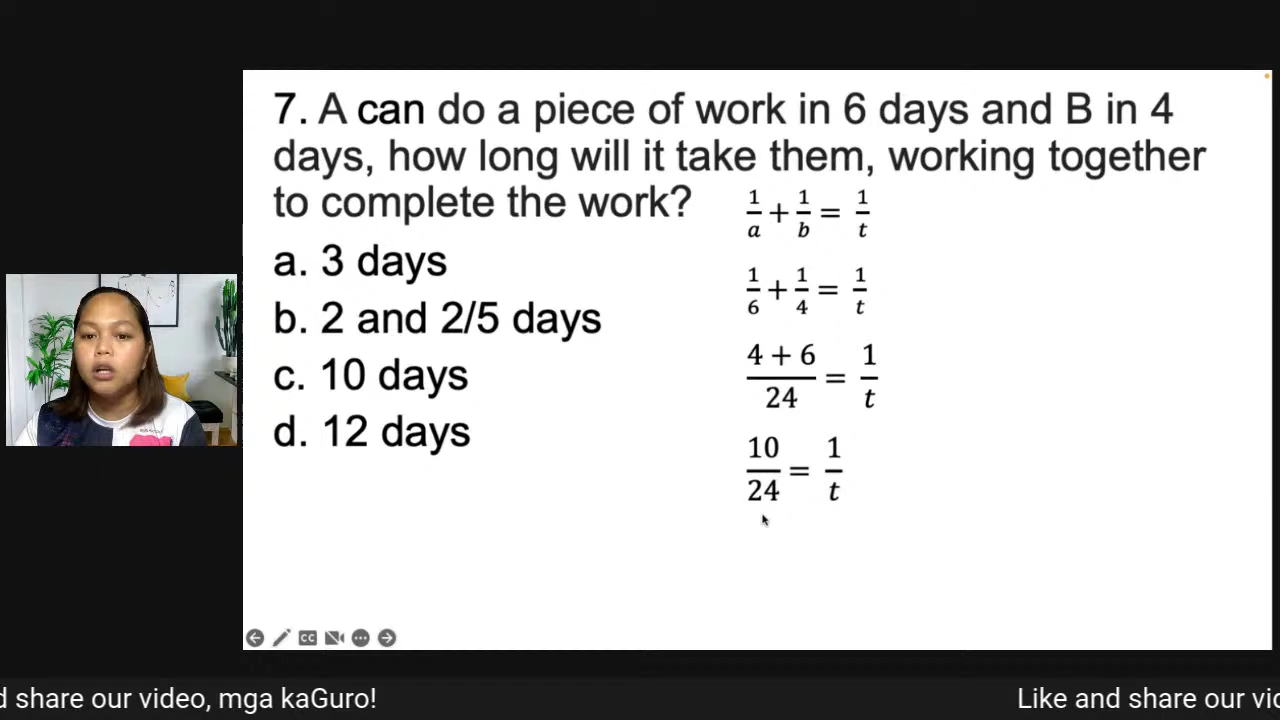 7. A can do a piece of work in 6 days and B in 4
days, how long will it take them, working together
to complete the work?
a. 3 days
b. 2 and 2/5 days
c. 10 days
d. 12 days
1/a + 1/b = 1/t
1/6 + 1/4 = 1/t
4 + 6/24 = 1/t
10/24 = 1/t
CC
d share our video, mga kaGuro!
Like and share our vid